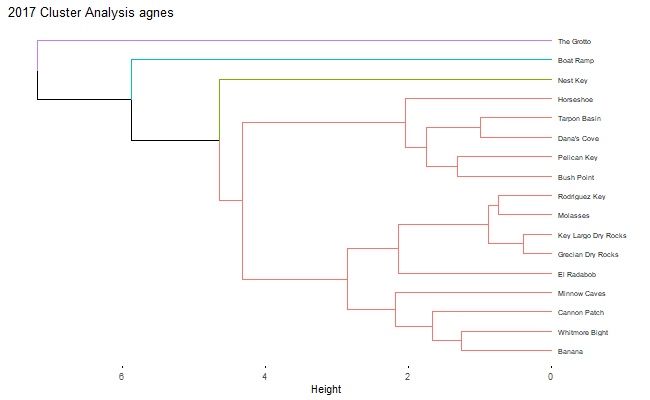 2017 Cluster Analysis agnes
The Grotto
Boat Ramp
Nest Key
Horseshoe
Tarpon Basin
Dana's Cove
Pelican Key
Bush Point
Rodriguez Key
Molasses
Key Largo Dry Rocks
Grecian Dry Rocks
El Radabob
Minnow Caves
Cannon Patch
Whitmore Bight
Banana
6 4 2 0
Height